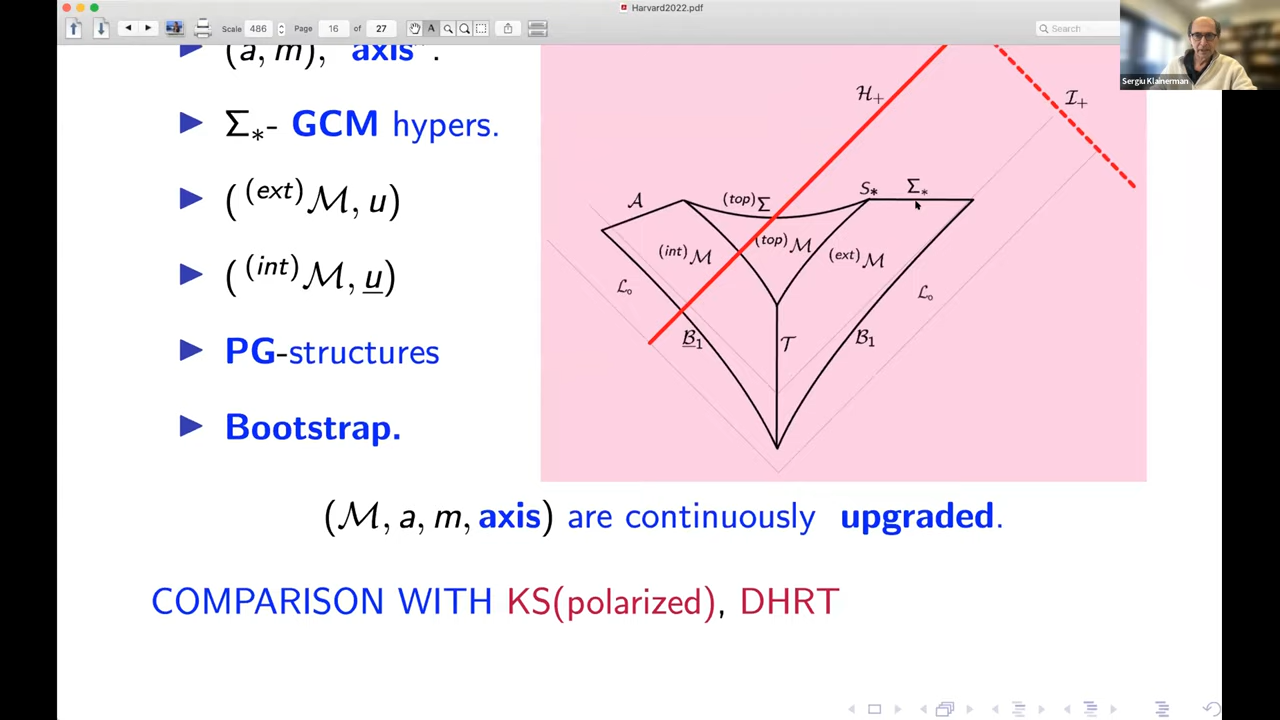 Harvard2022.pdf
Scale 486 Page 16 of 27 A Search
Sergiu Klainerman
(a, m), axis".
Σ∗- GCM hypers.
( (ext)ℳ, u)
( (int)ℳ, u)
PG-structures
Bootstrap.
ℋ+
ℐ+
𝒜
(top)Σ
S∗
Σ∗
(int)ℳ
(top)ℳ
(ext)ℳ
ℒ₀
ℒ₀
ℬ1
𝒯
ℬ1
(ℳ, a, m, axis) are continuously upgraded.
COMPARISON WITH KS(polarized), DHRT